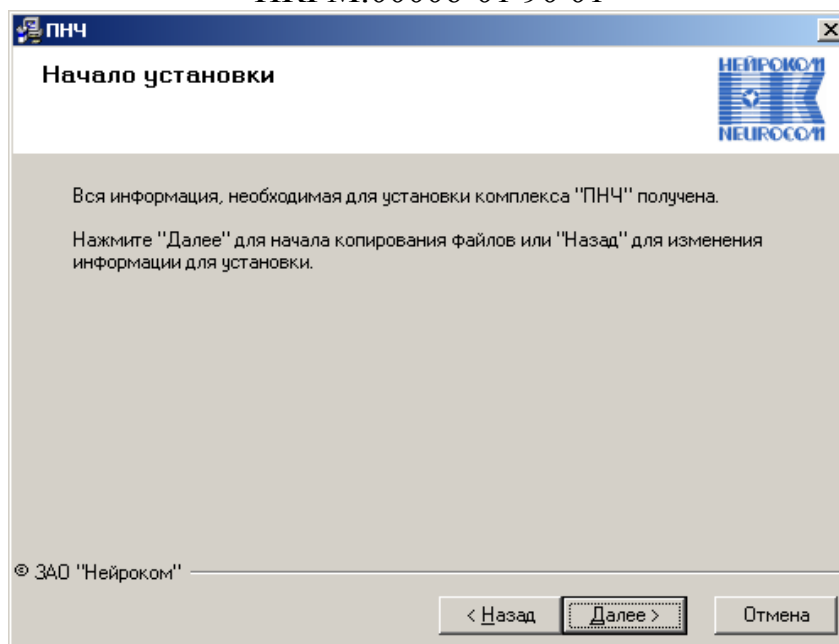 ПНЧ
Начало установки
НЕЙРОКОМ
NEUROCOM
Вся информация, необходимая для установки комплекса "ПНЧ" получена.
Нажмите "Далее" для начала копирования файлов или "Назад" для изменения
информации для установки.
© ЗАО "Нейроком"
< Назад Далее > Отмена